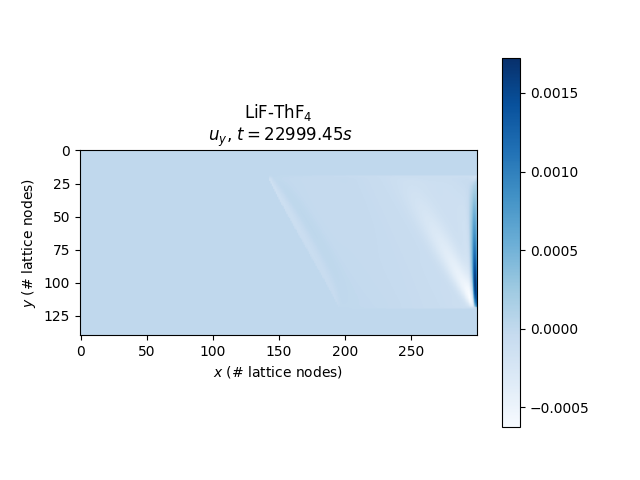 LiF-ThF₄
u_y, t = 22999.45s
0
25
50
75
100
125
y (# lattice nodes)
0 50 100 150 200 250
x (# lattice nodes)
0.0015
0.0010
0.0005
0.0000
−0.0005